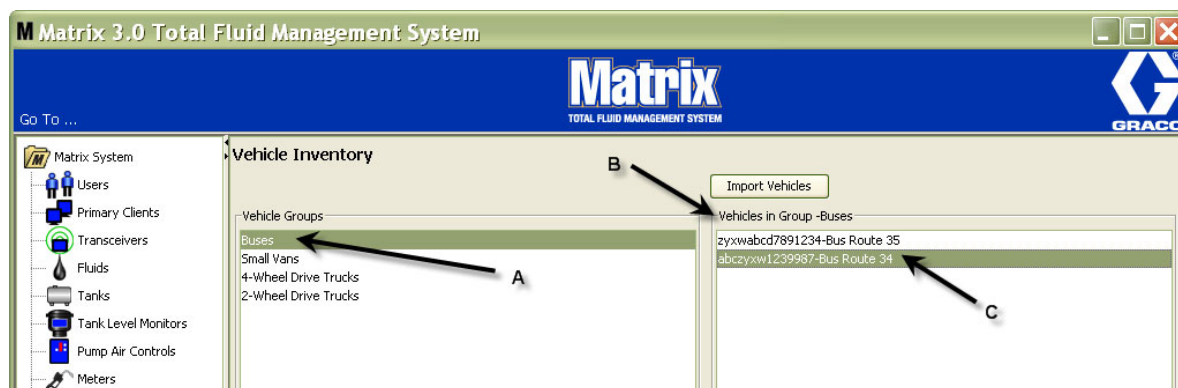 M Matrix 3.0 Total Fluid Management System
Matrix
TOTAL FLUID MANAGEMENT SYSTEM
GRACO
Go To ...
Matrix System
Users
Primary Clients
Transceivers
Fluids
Tanks
Tank Level Monitors
Pump Air Controls
Meters
Vehicle Inventory
B
Import Vehicles
Vehicle Groups
Buses
Small Vans
4-Wheel Drive Trucks
2-Wheel Drive Trucks
A
Vehicles in Group -Buses
zyxwabcd7891234-Bus Route 35
abczyxw1239987-Bus Route 34
C